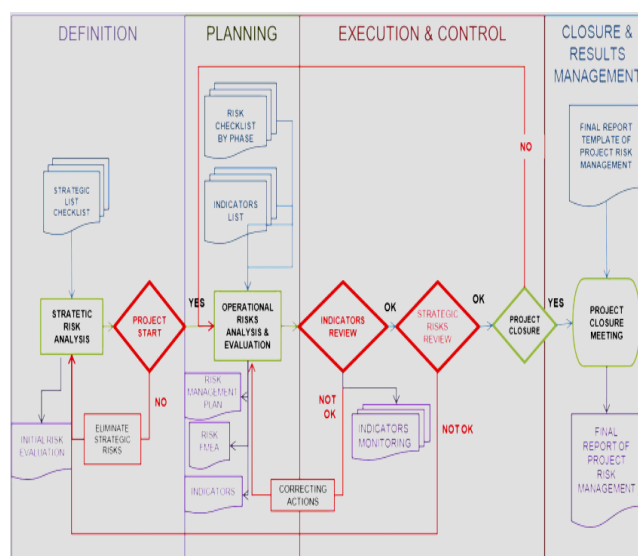 DEFINITION
PLANNING
EXECUTION & CONTROL
CLOSURE &
RESULTS
MANAGEMENT
STRATEGIC
LIST
CHECKLIST
RISK
CHECKLIST
BY PHASE
INDICATORS
LIST
NO
FINAL REPORT
TEMPLATE OF
PROJECT RISK
MANAGEMENT
STRATETIC
RISK
ANALYSIS
PROJECT
START
YES
OPERATIONAL
RISKS
ANALYSIS &
EVALUATION
INDICATORS
REVIEW
OK
STRATEGIC
RISKS
REVIEW
OK
PROJECT
CLOSURE
YES
PROJECT
CLOSURE
MEETING
NO
ELIMINATE
STRATEGIC
RISKS
INITIAL RISK
EVALUATION
RISK
MANAGEMENT
PLAN
RISK
FMEA
INDICATORS
NOT
OK
INDICATORS
MONITORING
NOT OK
CORRECTING
ACTIONS
FINAL
REPORT OF
PROJECT
RISK
MANAGEMENT